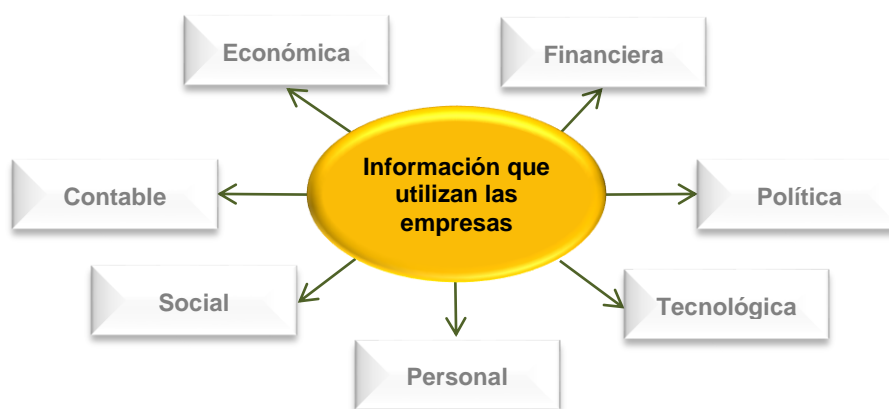 Económica
Financiera
Información que
utilizan las
empresas
Contable
Política
Social
Tecnológica
Personal